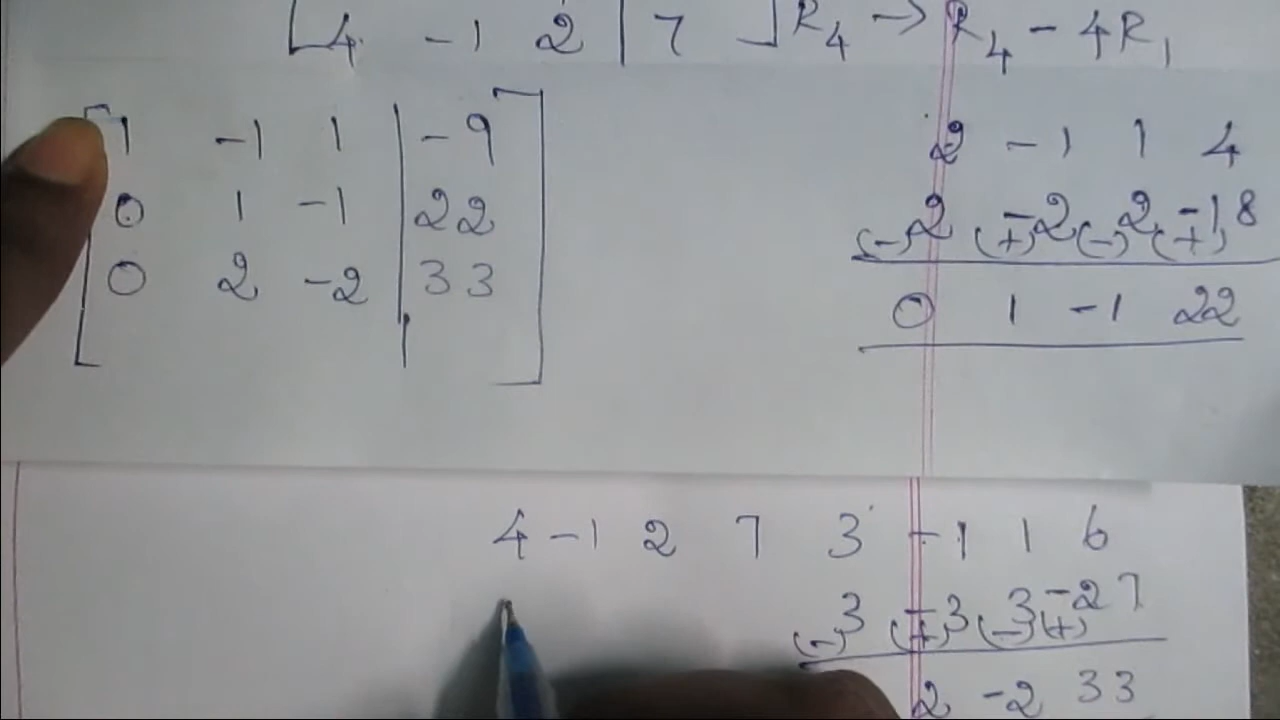 4 -1 2 | 7 R4 → R4 - 4R1
1 -1 1 | -9
0 1 -1 | 22
0 2 -2 | 33
2 -1 1 4
(-)2 (+)-2 (-)2 (+)-18
0 1 -1 22
4 -1 2 7
3 -1 1 6
(-)3 (+)-3 (-)3 (+)-27
2 -2 33